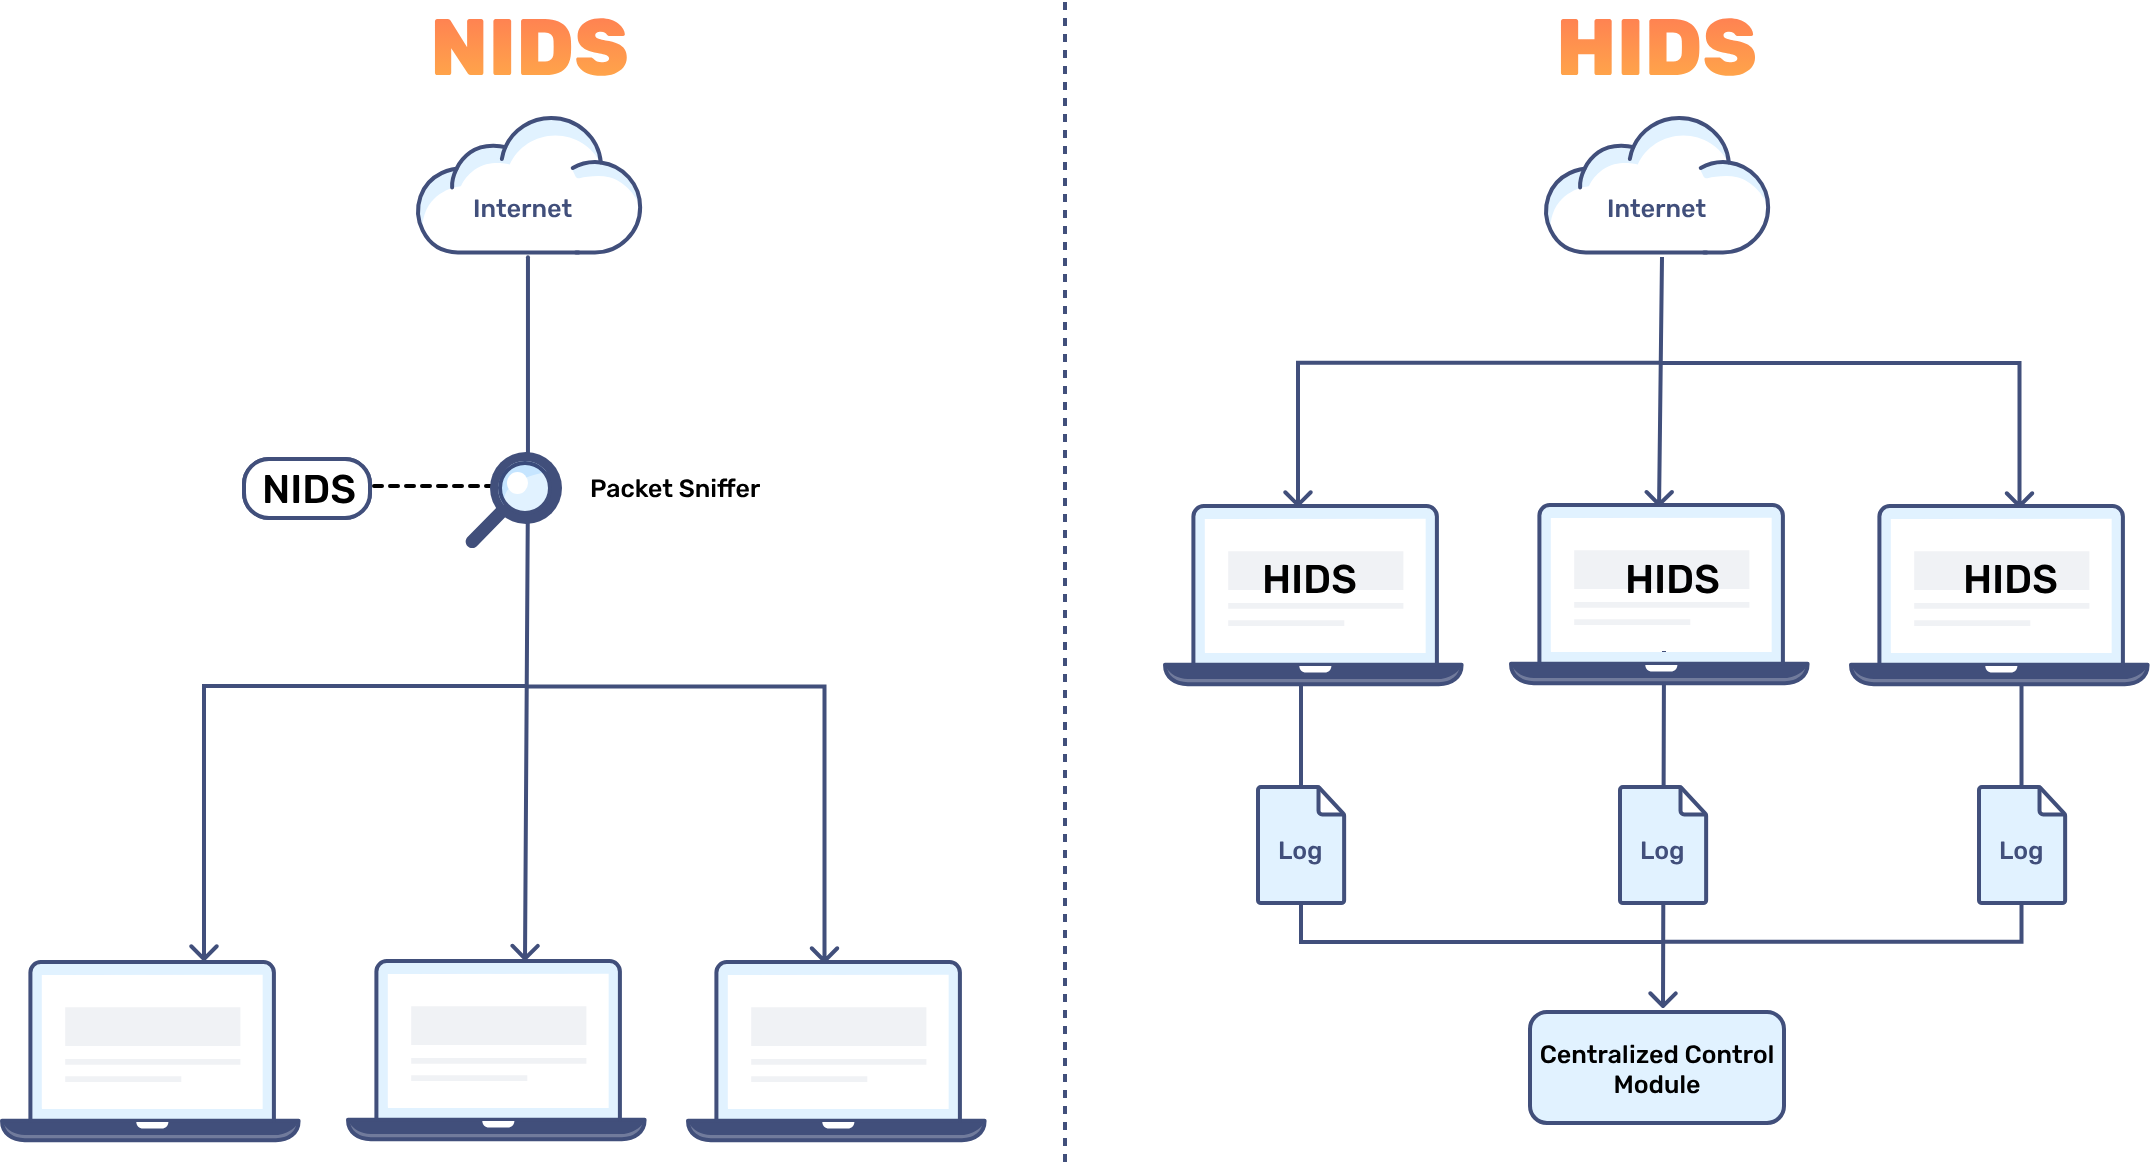 NIDS
Internet
NIDS
Packet Sniffer
HIDS
Internet
HIDS
HIDS
HIDS
Log
Log
Log
Centralized Control
Module